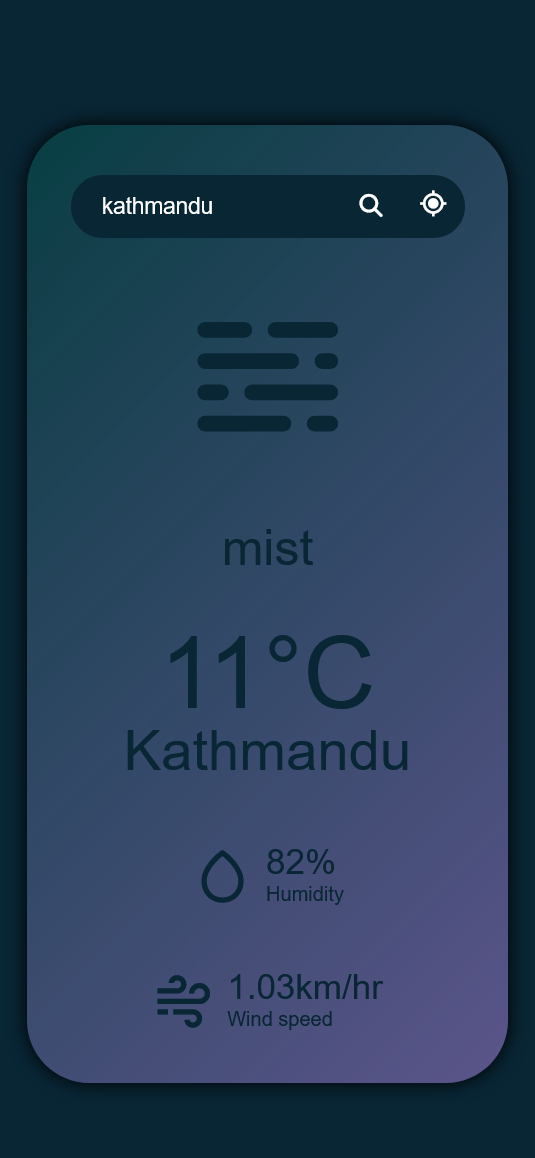 kathmandu
mist
11°C
Kathmandu
82%
Humidity
1.03km/hr
Wind speed